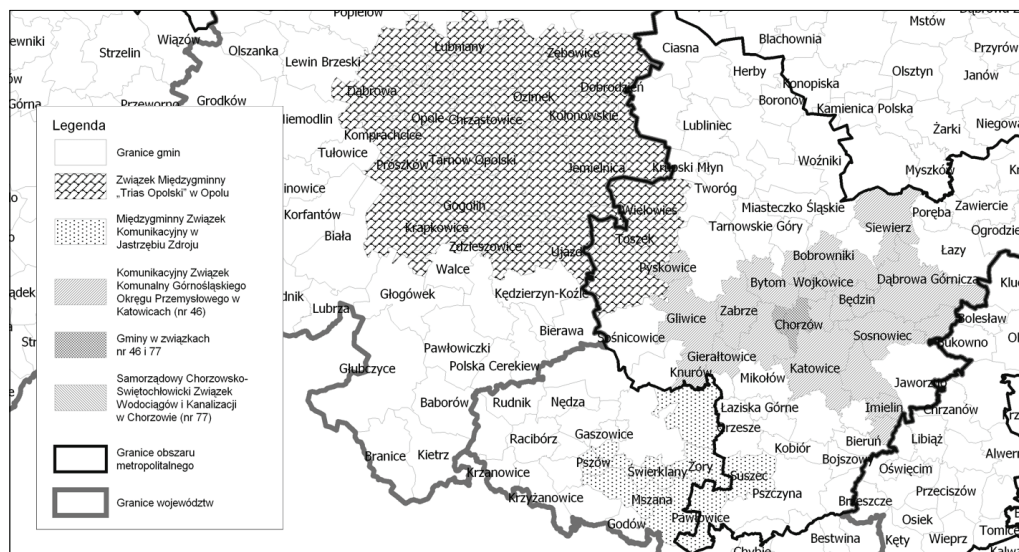 Popielów
Mstów
Dąbrowa Z
Wiązów
ewniki
Strzelin
Olszanka
Łubniany
Zębowice
Ciasna
Blachownia
Przyrów
Lewin Brzeski
Herby
Olsztyn
Janów
Konopiska
Dobrodzień
Dąbrowa
Ozimek
Boronów
Górna
Przeworno
Grodków
Kamienica Polska
Niegowa
Opole
Chrząstowice
Kolonowskie
Lubliniec
Żarki
Niemodlin
Komprachcice
Tułowice
Prószków
Tarnów Opolski
Jemielnica
Krupski Młyn
Woźniki
Myszków
Tworóg
Gogolin
Wielowieś
Miasteczko Śląskie
Poręba
Zawiercie
Korfantów
Krapkowice
Tarnowskie Góry
Siewierz
Ogrodzie
Biała
Zdzieszowice
Ujazd
Toszek
Bobrowniki
Łazy
Walce
Pyskowice
Bytom
Wojkowice
Dąbrowa Górnicza
Głogówek
Kędzierzyn-Koźle
Będzin
Lubrza
Gliwice
Zabrze
Chorzów
Bolesław
Bierawa
Sośnicowice
Sosnowiec
Bukowno
Pawłowiczki
Gierałtowice
Głubczyce
Polska Cerekiew
Knurów
Mikołów
Katowice
Jaworzno
Baborów
Rudnik
Nędza
Łaziska Górne
Imielin
Chrzanów
Orzesze
Racibórz
Gaszowice
Kobiór
Bieruń
Libiąż
Branice
Kietrz
Pszów
Świerklany
Żory
Suszec
Bojszowy
Alwern
Krzanowice
Oświęcim
Krzyżanowice
Mszana
Pszczyna
Brzeszcze
Przeciszów
Godów
Pawłowice
Osiek
Tomice
Chybie
Bestwina
Kęty
Wieprz
Legenda
Granice gmin
Związek Międzygminny
„Trias Opolski” w Opolu
Międzygminny Związek
Komunikacyjny w
Jastrzębiu Zdroju
Komunikacyjny Związek
Komunalny Górnośląskiego
Okręgu Przemysłowego w
Katowicach (nr 46)
Gminy w związkach
nr 46 i 77
Samorządowy Chorzowsko-
Świętochłowicki Związek
Wodociągów i Kanalizacji
w Chorzowie (nr 77)
Granice obszaru
metropolitalnego
Granice województw